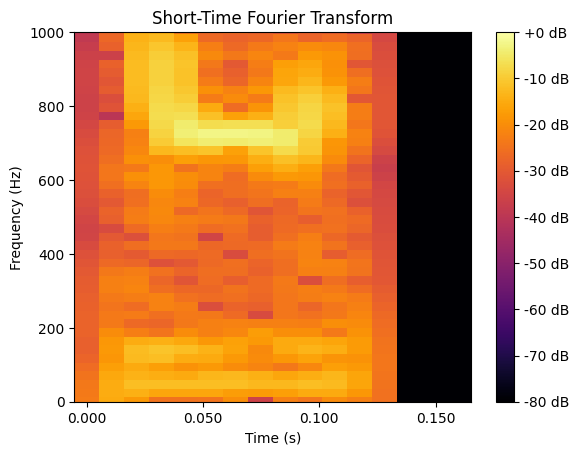 Short-Time Fourier Transform
1000
800
600
400
200
0
Frequency (Hz)
0.000
0.050
0.100
0.150
Time (s)
+0 dB
-10 dB
-20 dB
-30 dB
-40 dB
-50 dB
-60 dB
-70 dB
-80 dB